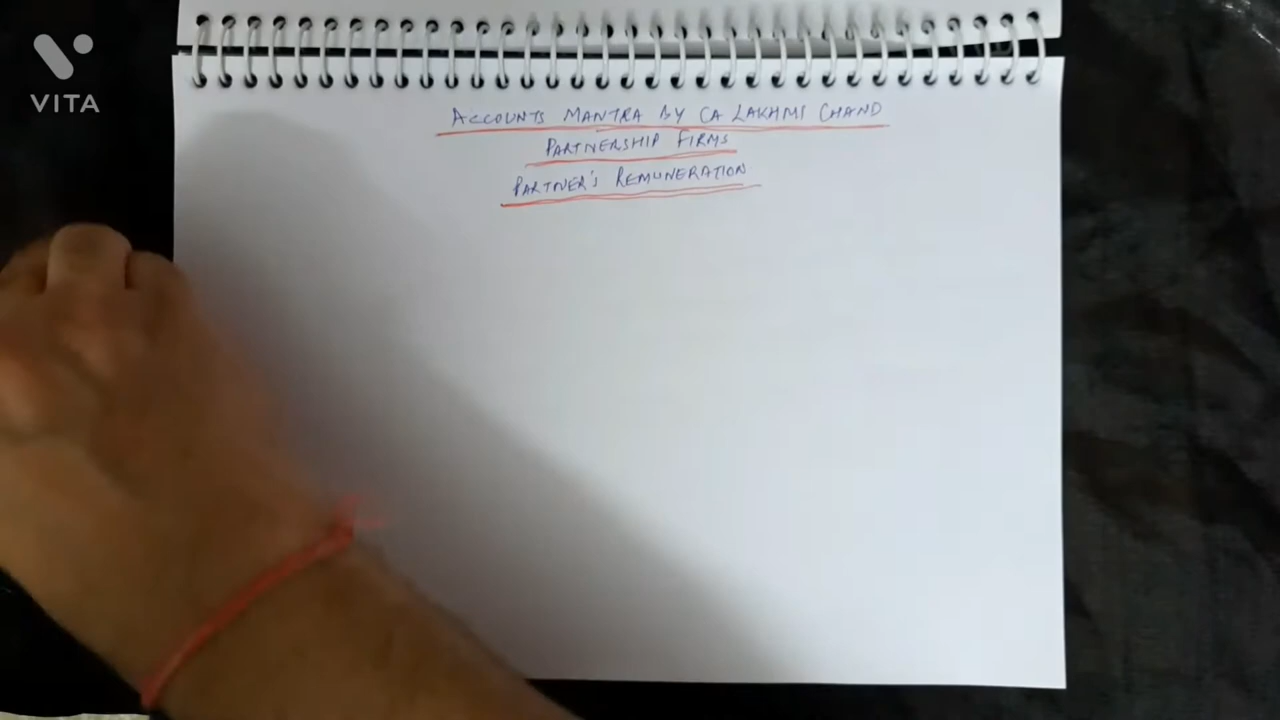 VITA
ACCOUNTS MANTRA BY CA LAKHMI CHAND
PARTNERSHIP FIRMS
PARTNER'S REMUNERATION